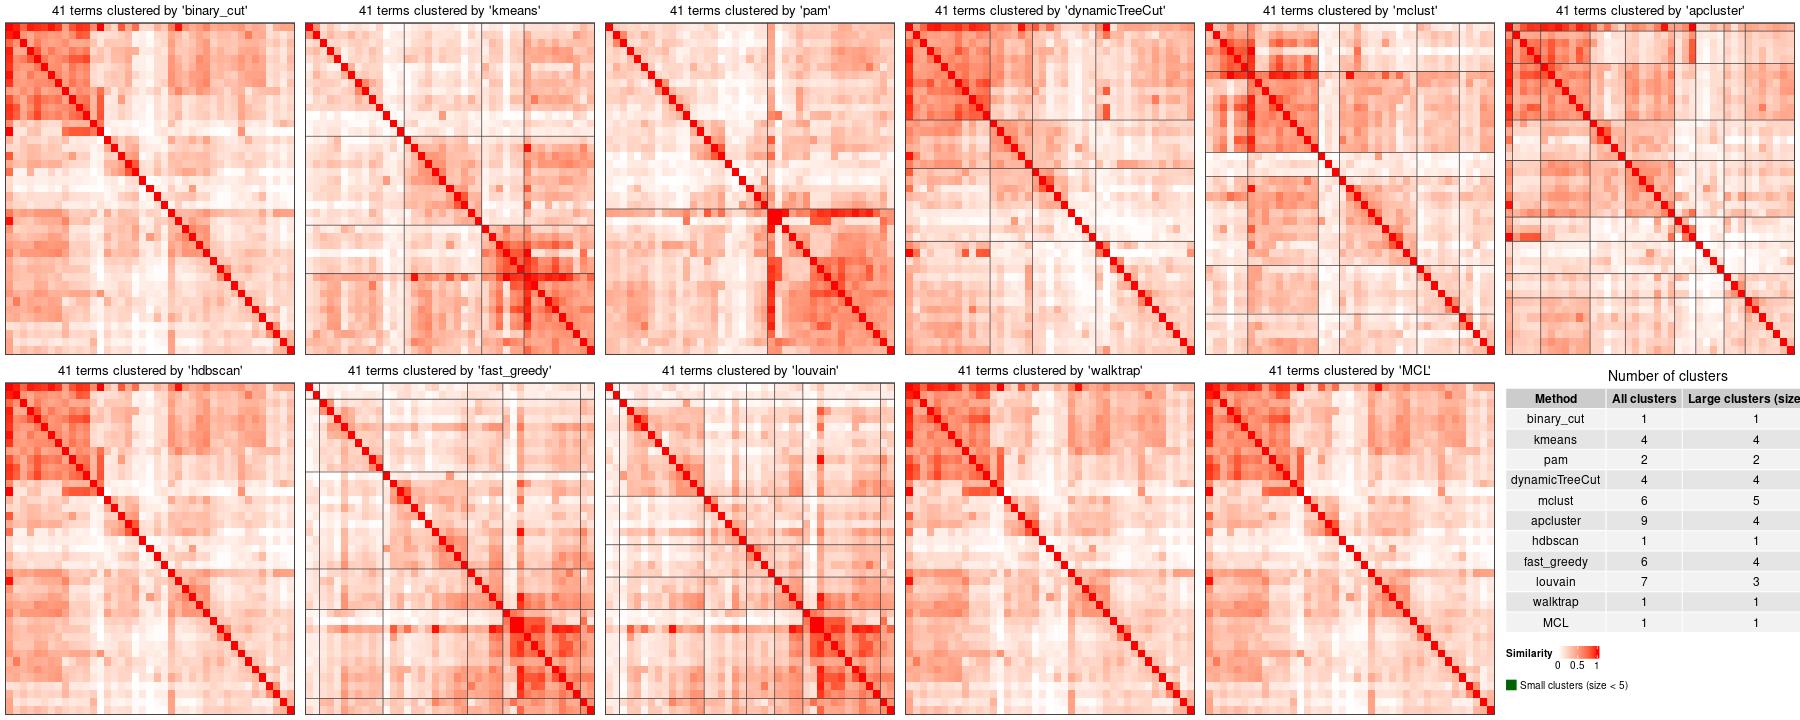 41 terms clustered by 'binary_cut'
41 terms clustered by 'kmeans'
41 terms clustered by 'pam'
41 terms clustered by 'dynamicTreeCut'
41 terms clustered by 'mclust'
41 terms clustered by 'apcluster'
41 terms clustered by 'hdbscan'
41 terms clustered by 'fast_greedy'
41 terms clustered by 'louvain'
41 terms clustered by 'walktrap'
41 terms clustered by 'MCL'
Number of clusters
Method All clusters Large clusters (size
binary_cut 1 1
kmeans 4 4
pam 2 2
dynamicTreeCut 4 4
mclust 6 5
apcluster 9 4
hdbscan 1 1
fast_greedy 6 4
louvain 7 3
walktrap 1 1
MCL 1 1
Similarity
0 0.5 1
Small clusters (size < 5)